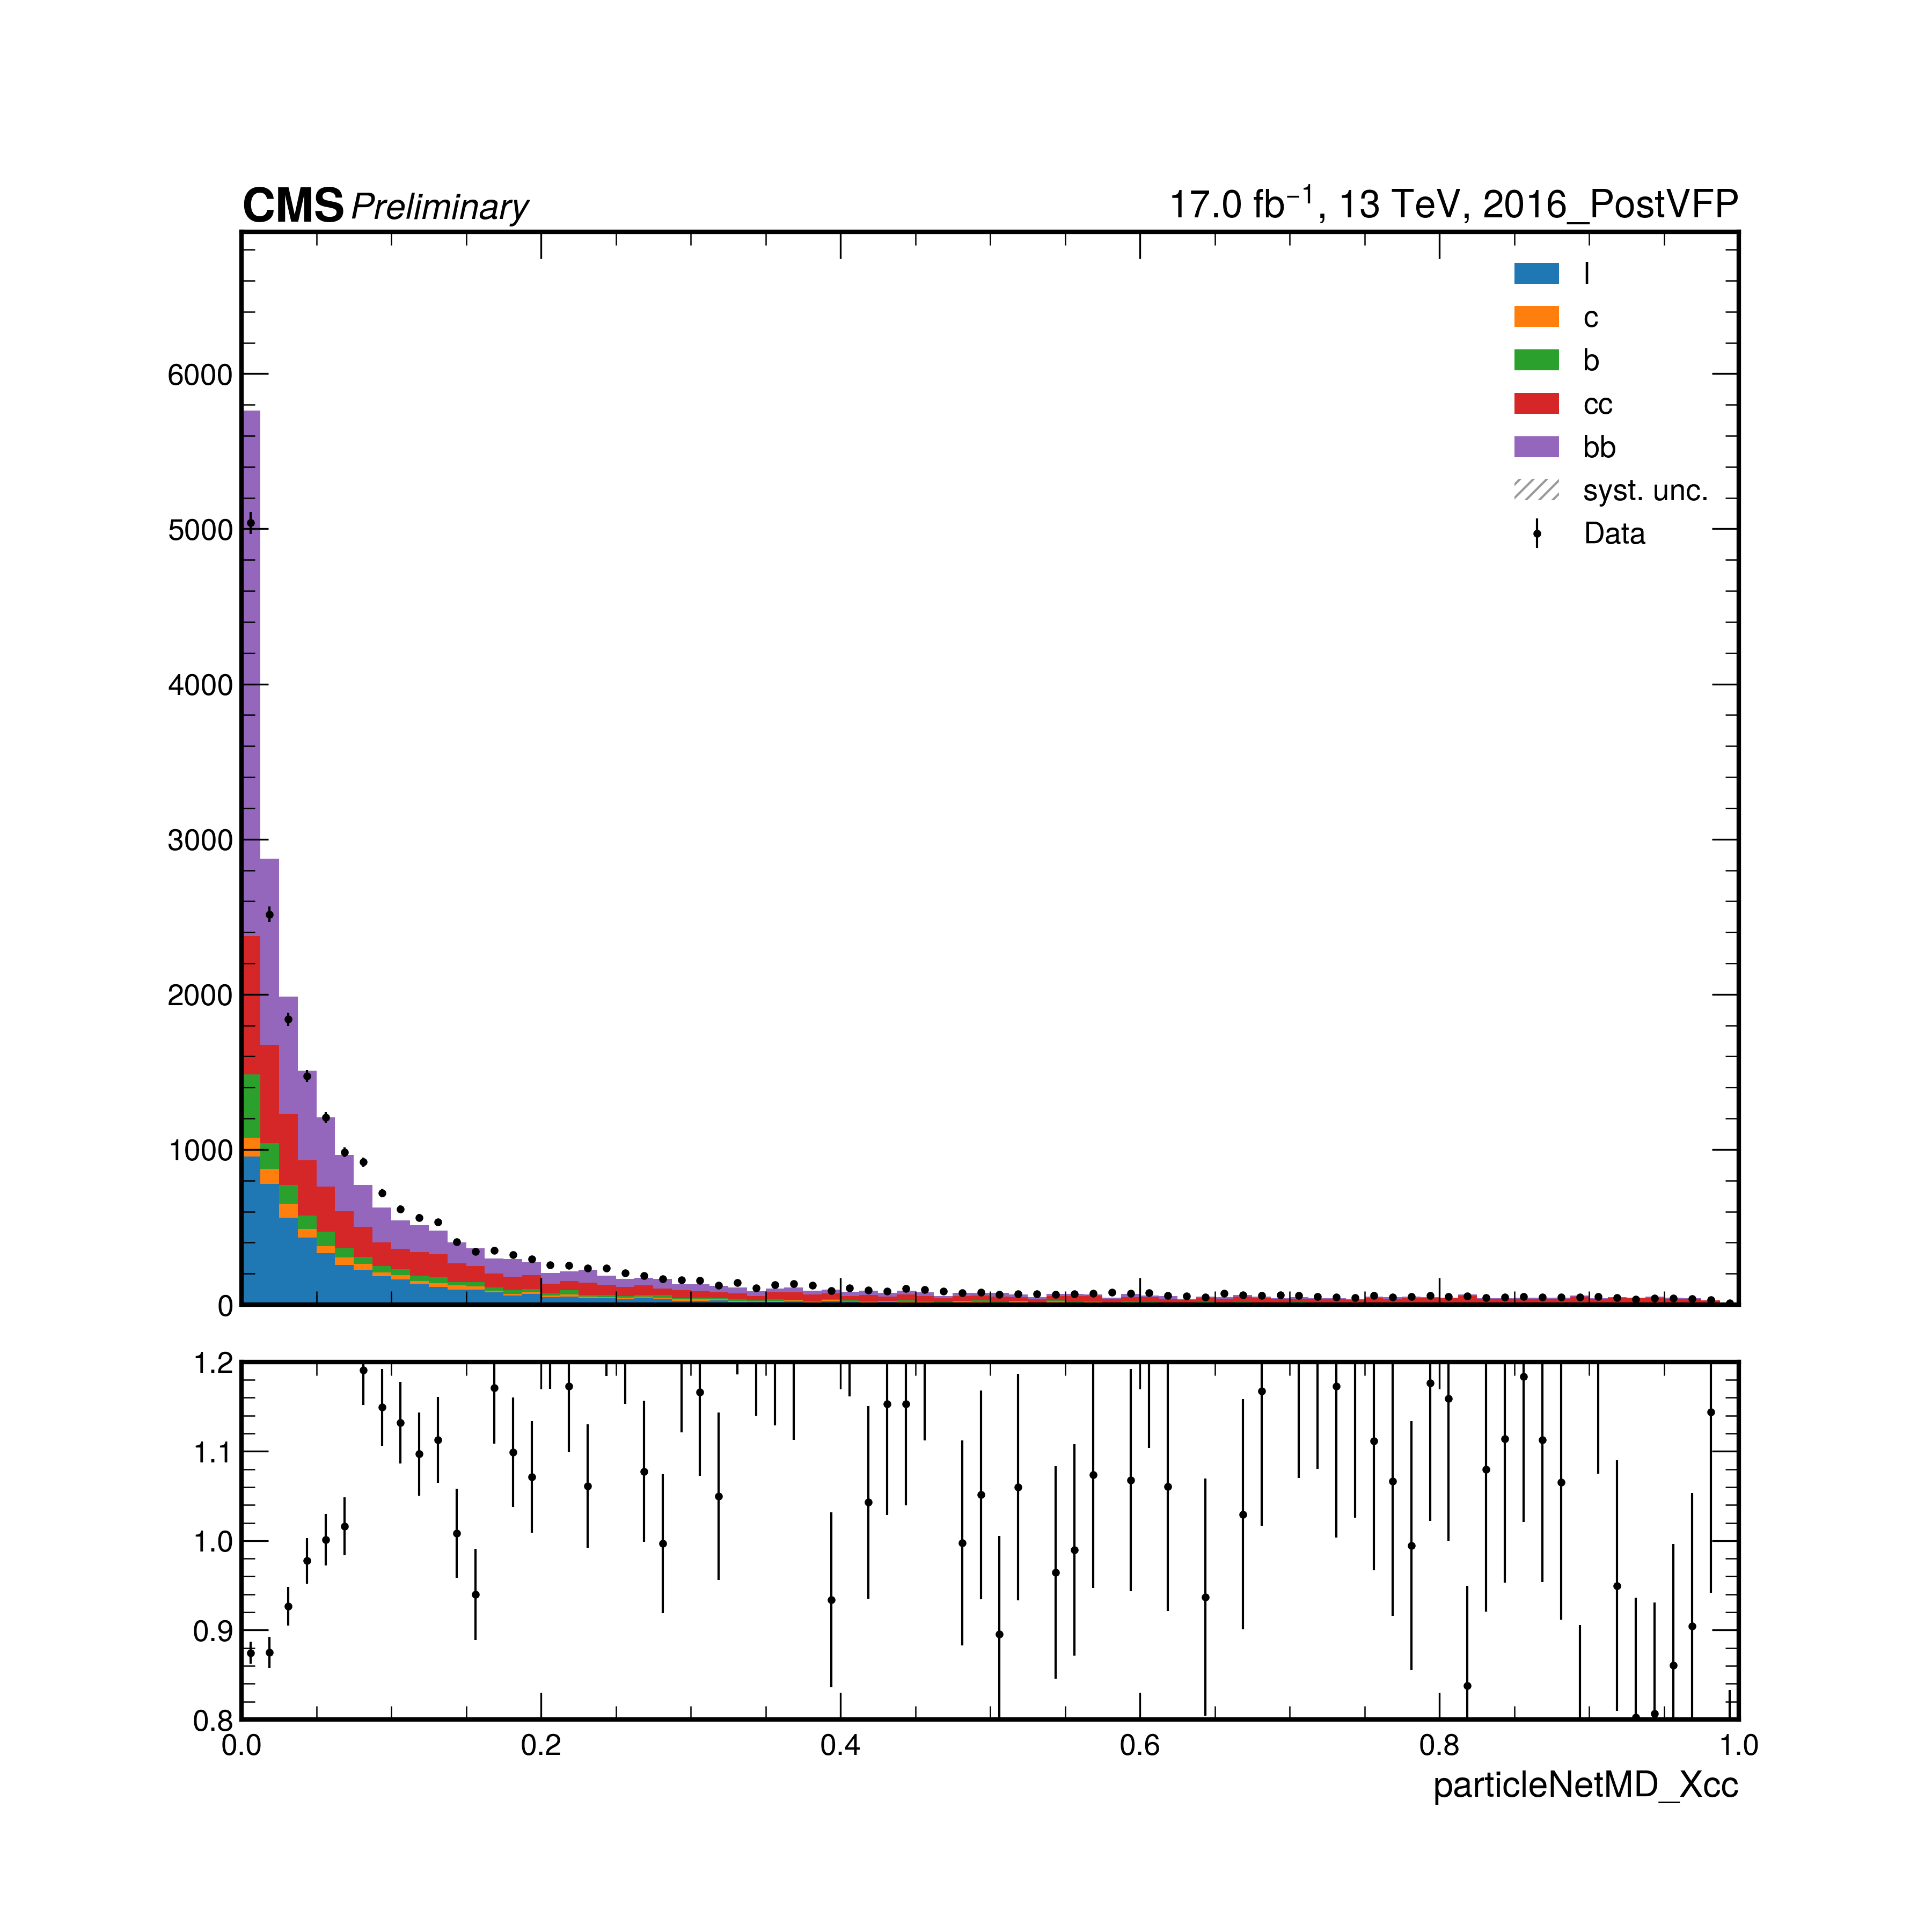 CMS Preliminary
17.0 fb⁻¹, 13 TeV, 2016_PostVFP
l
c
b
cc
bb
syst. unc.
Data
6000
5000
4000
3000
2000
1000
0
1.2
1.1
1.0
0.9
0.8
0.0 0.2 0.4 0.6 0.8 1.0
particleNetMD_Xcc